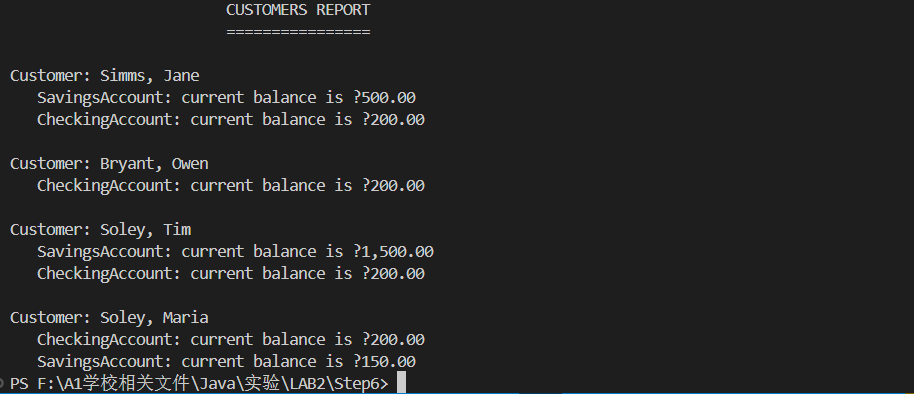 CUSTOMERS REPORT
================
Customer: Simms, Jane
SavingsAccount: current balance is ?500.00
CheckingAccount: current balance is ?200.00
Customer: Bryant, Owen
CheckingAccount: current balance is ?200.00
Customer: Soley, Tim
SavingsAccount: current balance is ?1,500.00
CheckingAccount: current balance is ?200.00
Customer: Soley, Maria
CheckingAccount: current balance is ?200.00
SavingsAccount: current balance is ?150.00
PS F:\A1学校相关文件\Java\实验\LAB2\Step6>